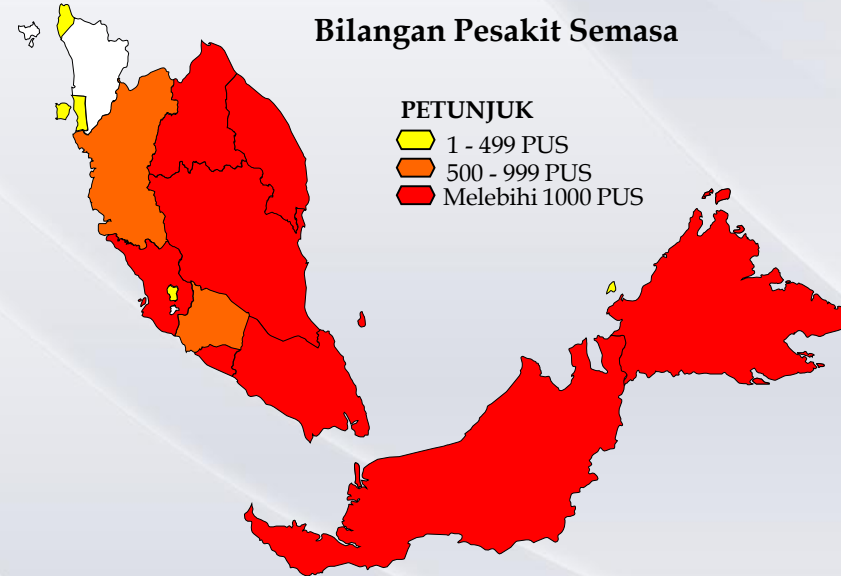 Bilangan Pesakit Semasa
PETUNJUK
1 - 499 PUS
500 - 999 PUS
Melebihi 1000 PUS